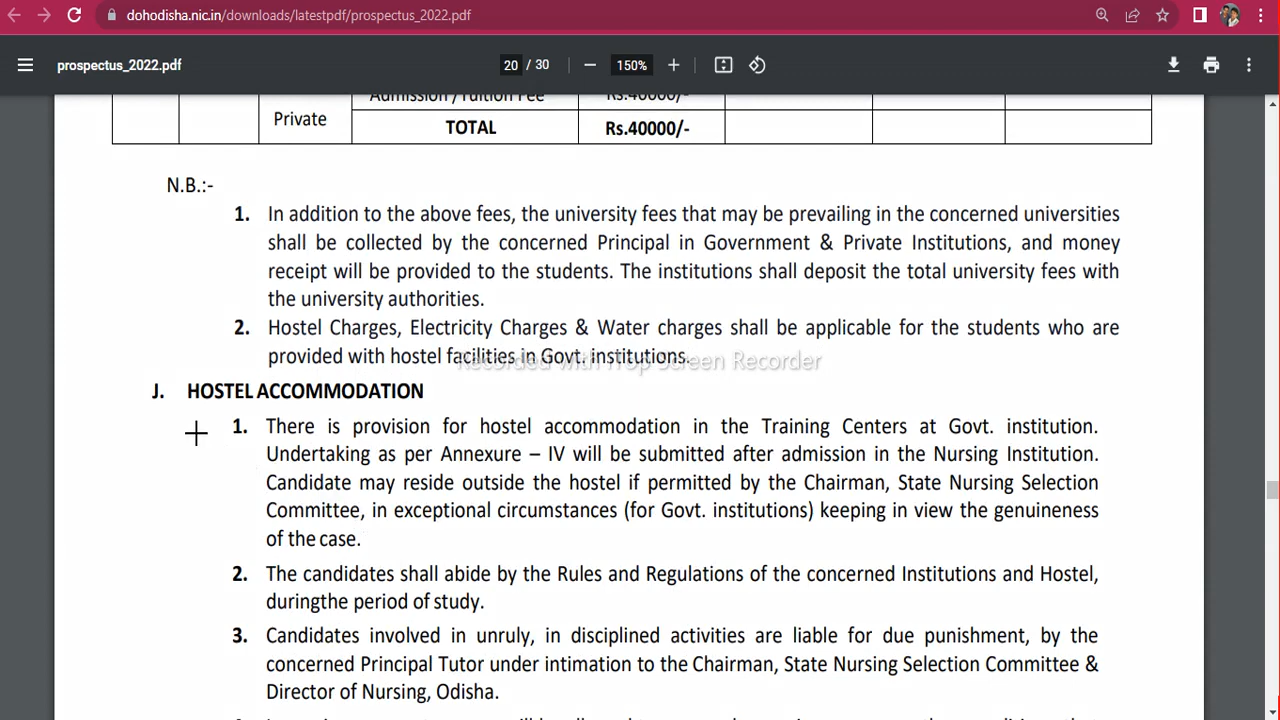 dohodisha.nic.in/downloads/latestpdf/prospectus_2022.pdf
prospectus_2022.pdf
20 / 30
150%
Admission /Tuition Fee Rs.40000/-
Private
TOTAL Rs.40000/-
N.B.:-
1. In addition to the above fees, the university fees that may be prevailing in the concerned universities
shall be collected by the concerned Principal in Government & Private Institutions, and money
receipt will be provided to the students. The institutions shall deposit the total university fees with
the university authorities.
2. Hostel Charges, Electricity Charges & Water charges shall be applicable for the students who are
provided with hostel facilities in Govt. institutions.
Recorded with iTop Screen Recorder
J. HOSTEL ACCOMMODATION
1. There is provision for hostel accommodation in the Training Centers at Govt. institution.
Undertaking as per Annexure – IV will be submitted after admission in the Nursing Institution.
Candidate may reside outside the hostel if permitted by the Chairman, State Nursing Selection
Committee, in exceptional circumstances (for Govt. institutions) keeping in view the genuineness
of the case.
2. The candidates shall abide by the Rules and Regulations of the concerned Institutions and Hostel,
duringthe period of study.
3. Candidates involved in unruly, in disciplined activities are liable for due punishment, by the
concerned Principal Tutor under intimation to the Chairman, State Nursing Selection Committee &
Director of Nursing, Odisha.